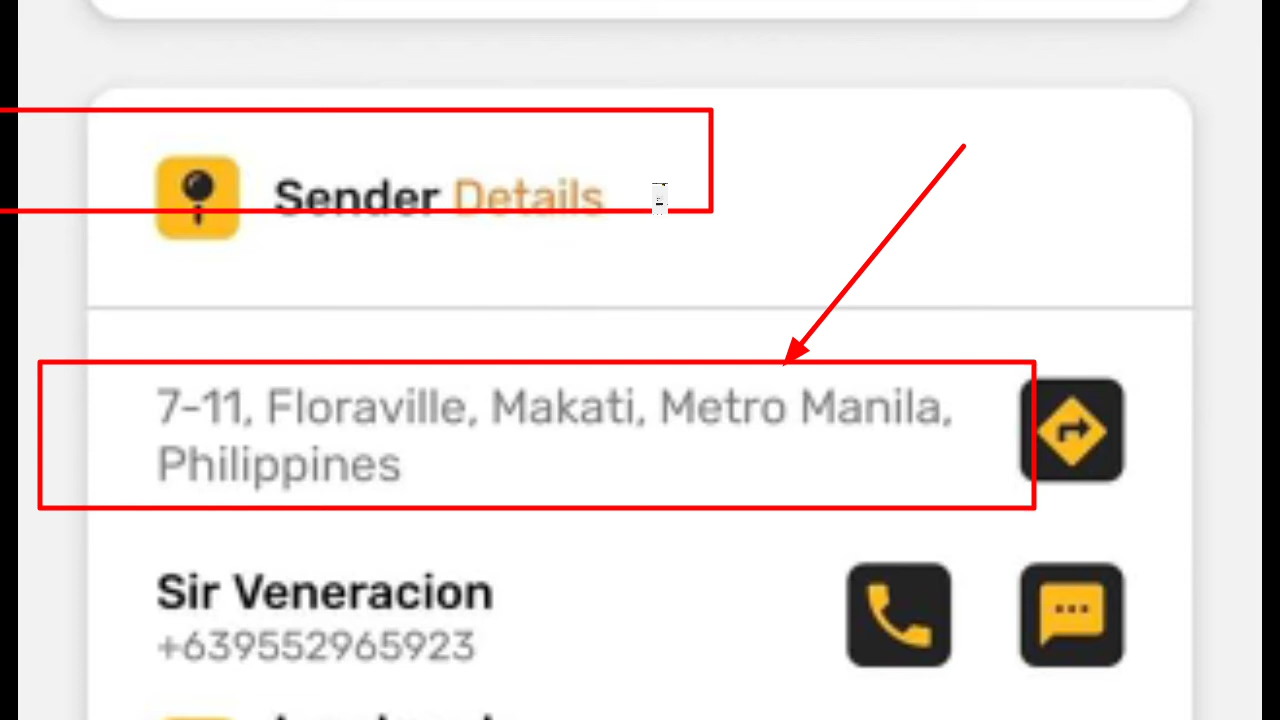 Sender Details
7-11, Floraville, Makati, Metro Manila,
Philippines
Sir Veneracion
+639552965923